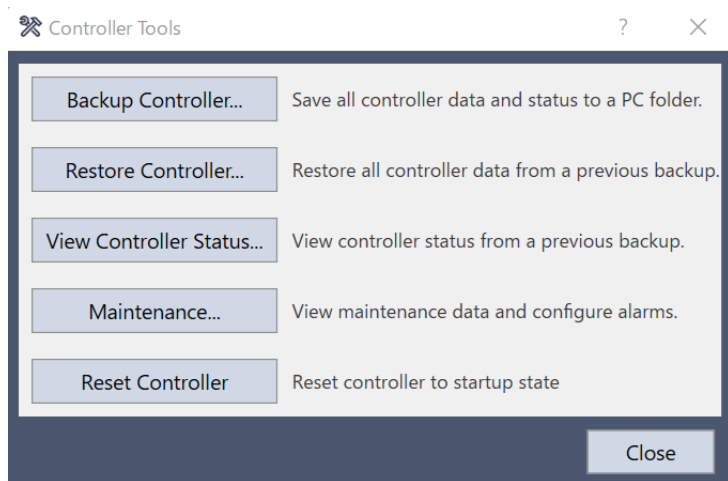 Controller Tools
Backup Controller... Save all controller data and status to a PC folder.
Restore Controller... Restore all controller data from a previous backup.
View Controller Status... View controller status from a previous backup.
Maintenance... View maintenance data and configure alarms.
Reset Controller Reset controller to startup state
Close